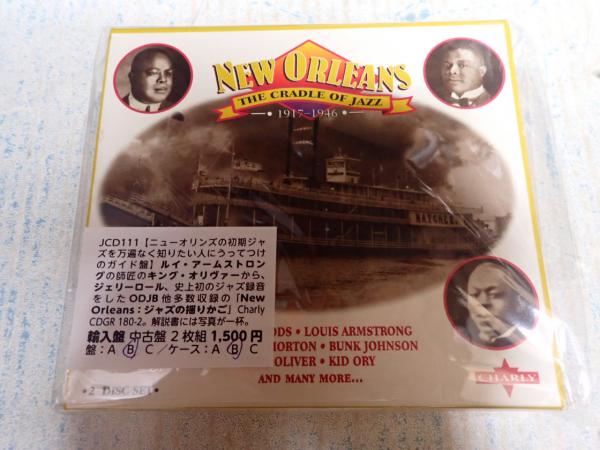 NEW ORLEANS
THE CRADLE OF JAZZ
1917-1946
NATCHEZ
JCD111【ニューオリンズの初期ジャ
ズを万遍なく知りたい人にうってつけ
のガイド盤】ルイ・アームストロン
グの師匠のキング・オリヴァーから、
ジェリーロール、史上初のジャズ録音
をした ODJB 他多数収録の「New
Orleans：ジャズの揺りかご」Charly
CDGR 180-2。解説書には写真が一杯。
輸入盤 中古盤 2 枚組 1,500 円
盤：A B C／ケース：A B C
ODS • LOUIS ARMSTRONG
MORTON • BUNK JOHNSON
OLIVER • KID ORY
AND MANY MORE...
CHARLY
•2 DISC SET•